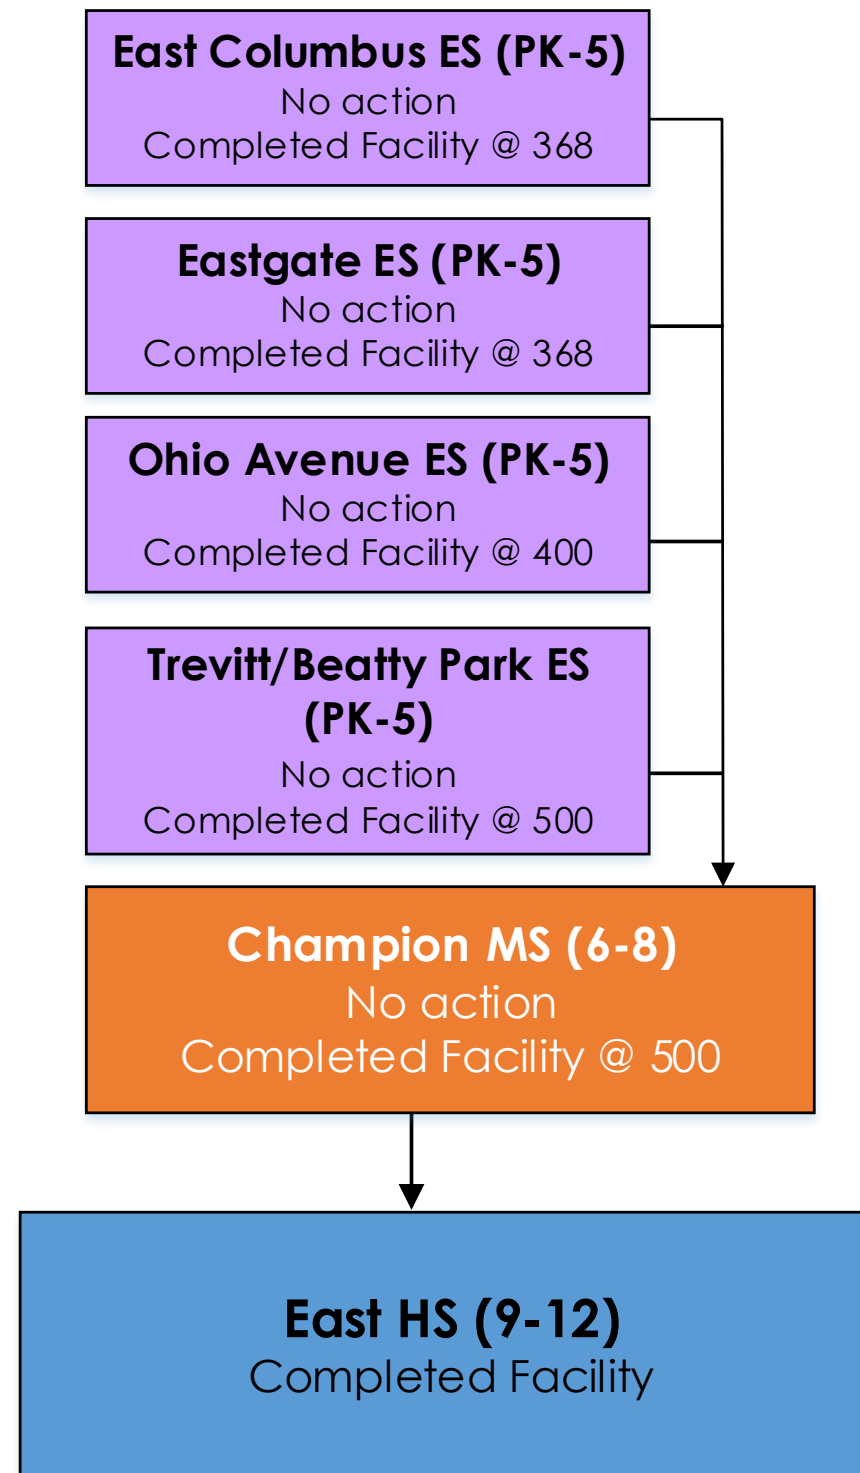 East Columbus ES (PK-5)
No action
Completed Facility @ 368
Eastgate ES (PK-5)
No action
Completed Facility @ 368
Ohio Avenue ES (PK-5)
No action
Completed Facility @ 400
Trevitt/Beatty Park ES
(PK-5)
No action
Completed Facility @ 500
Champion MS (6-8)
No action
Completed Facility @ 500
East HS (9-12)
Completed Facility